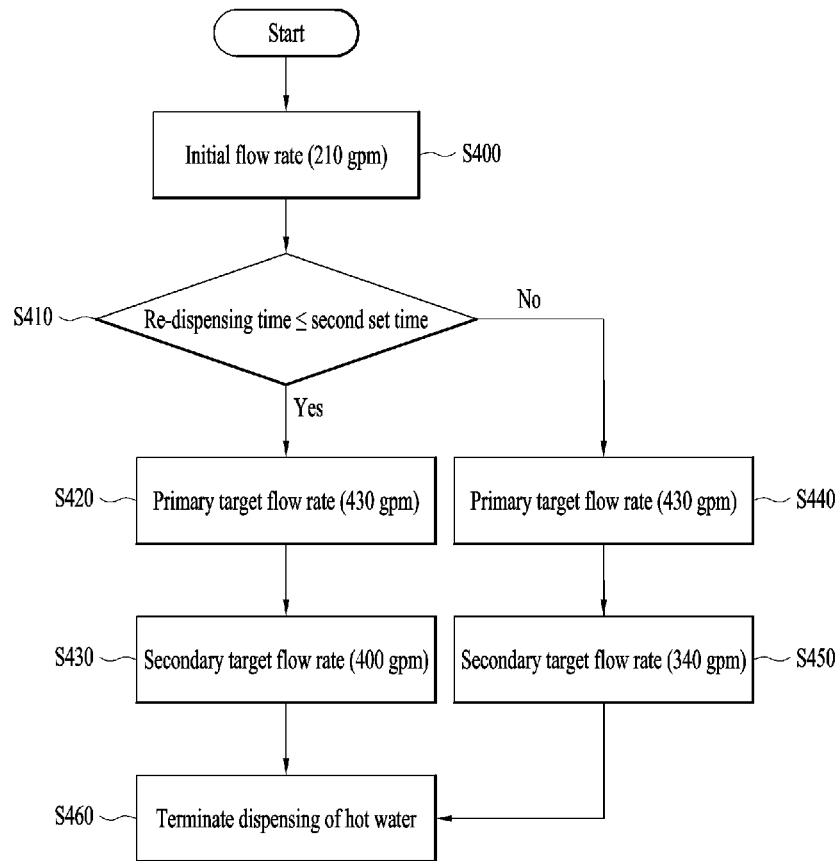 Start
Initial flow rate (210 gpm)
S400
S410
Re-dispensing time ≤ second set time
No
Yes
S420
Primary target flow rate (430 gpm)
Primary target flow rate (430 gpm)
S440
S430
Secondary target flow rate (400 gpm)
Secondary target flow rate (340 gpm)
S450
S460
Terminate dispensing of hot water